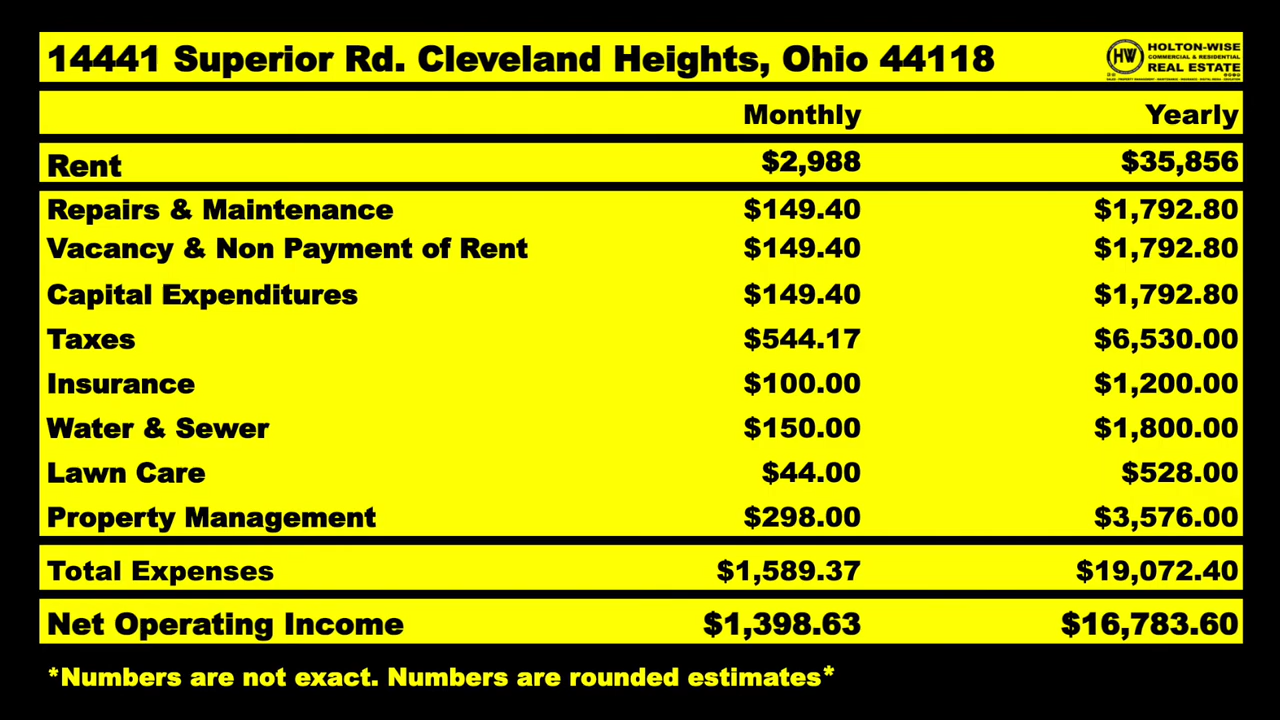 14441 Superior Rd. Cleveland Heights, Ohio 44118
HW
HOLTON-WISE
COMMERCIAL & RESIDENTIAL
REAL ESTATE
Monthly Yearly
Rent $2,988 $35,856
Repairs & Maintenance $149.40 $1,792.80
Vacancy & Non Payment of Rent $149.40 $1,792.80
Capital Expenditures $149.40 $1,792.80
Taxes $544.17 $6,530.00
Insurance $100.00 $1,200.00
Water & Sewer $150.00 $1,800.00
Lawn Care $44.00 $528.00
Property Management $298.00 $3,576.00
Total Expenses $1,589.37 $19,072.40
Net Operating Income $1,398.63 $16,783.60
*Numbers are not exact. Numbers are rounded estimates*